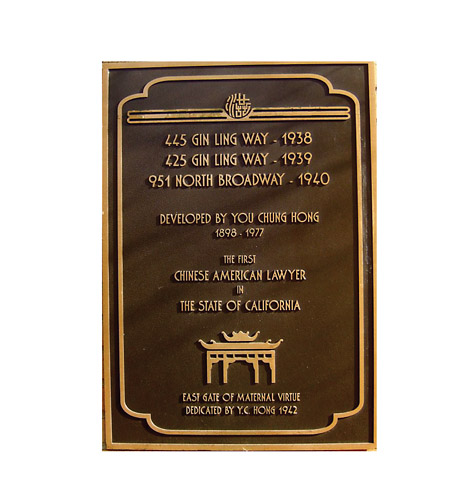 445 GIN LING WAY - 1938
425 GIN LING WAY - 1939
951 NORTH BROADWAY - 1940
DEVELOPED BY YOU CHUNG HONG
1898 - 1977
THE FIRST
CHINESE AMERICAN LAWYER
IN
THE STATE OF CALIFORNIA
EAST GATE OF MATERNAL VIRTUE
DEDICATED BY Y.C. HONG 1942